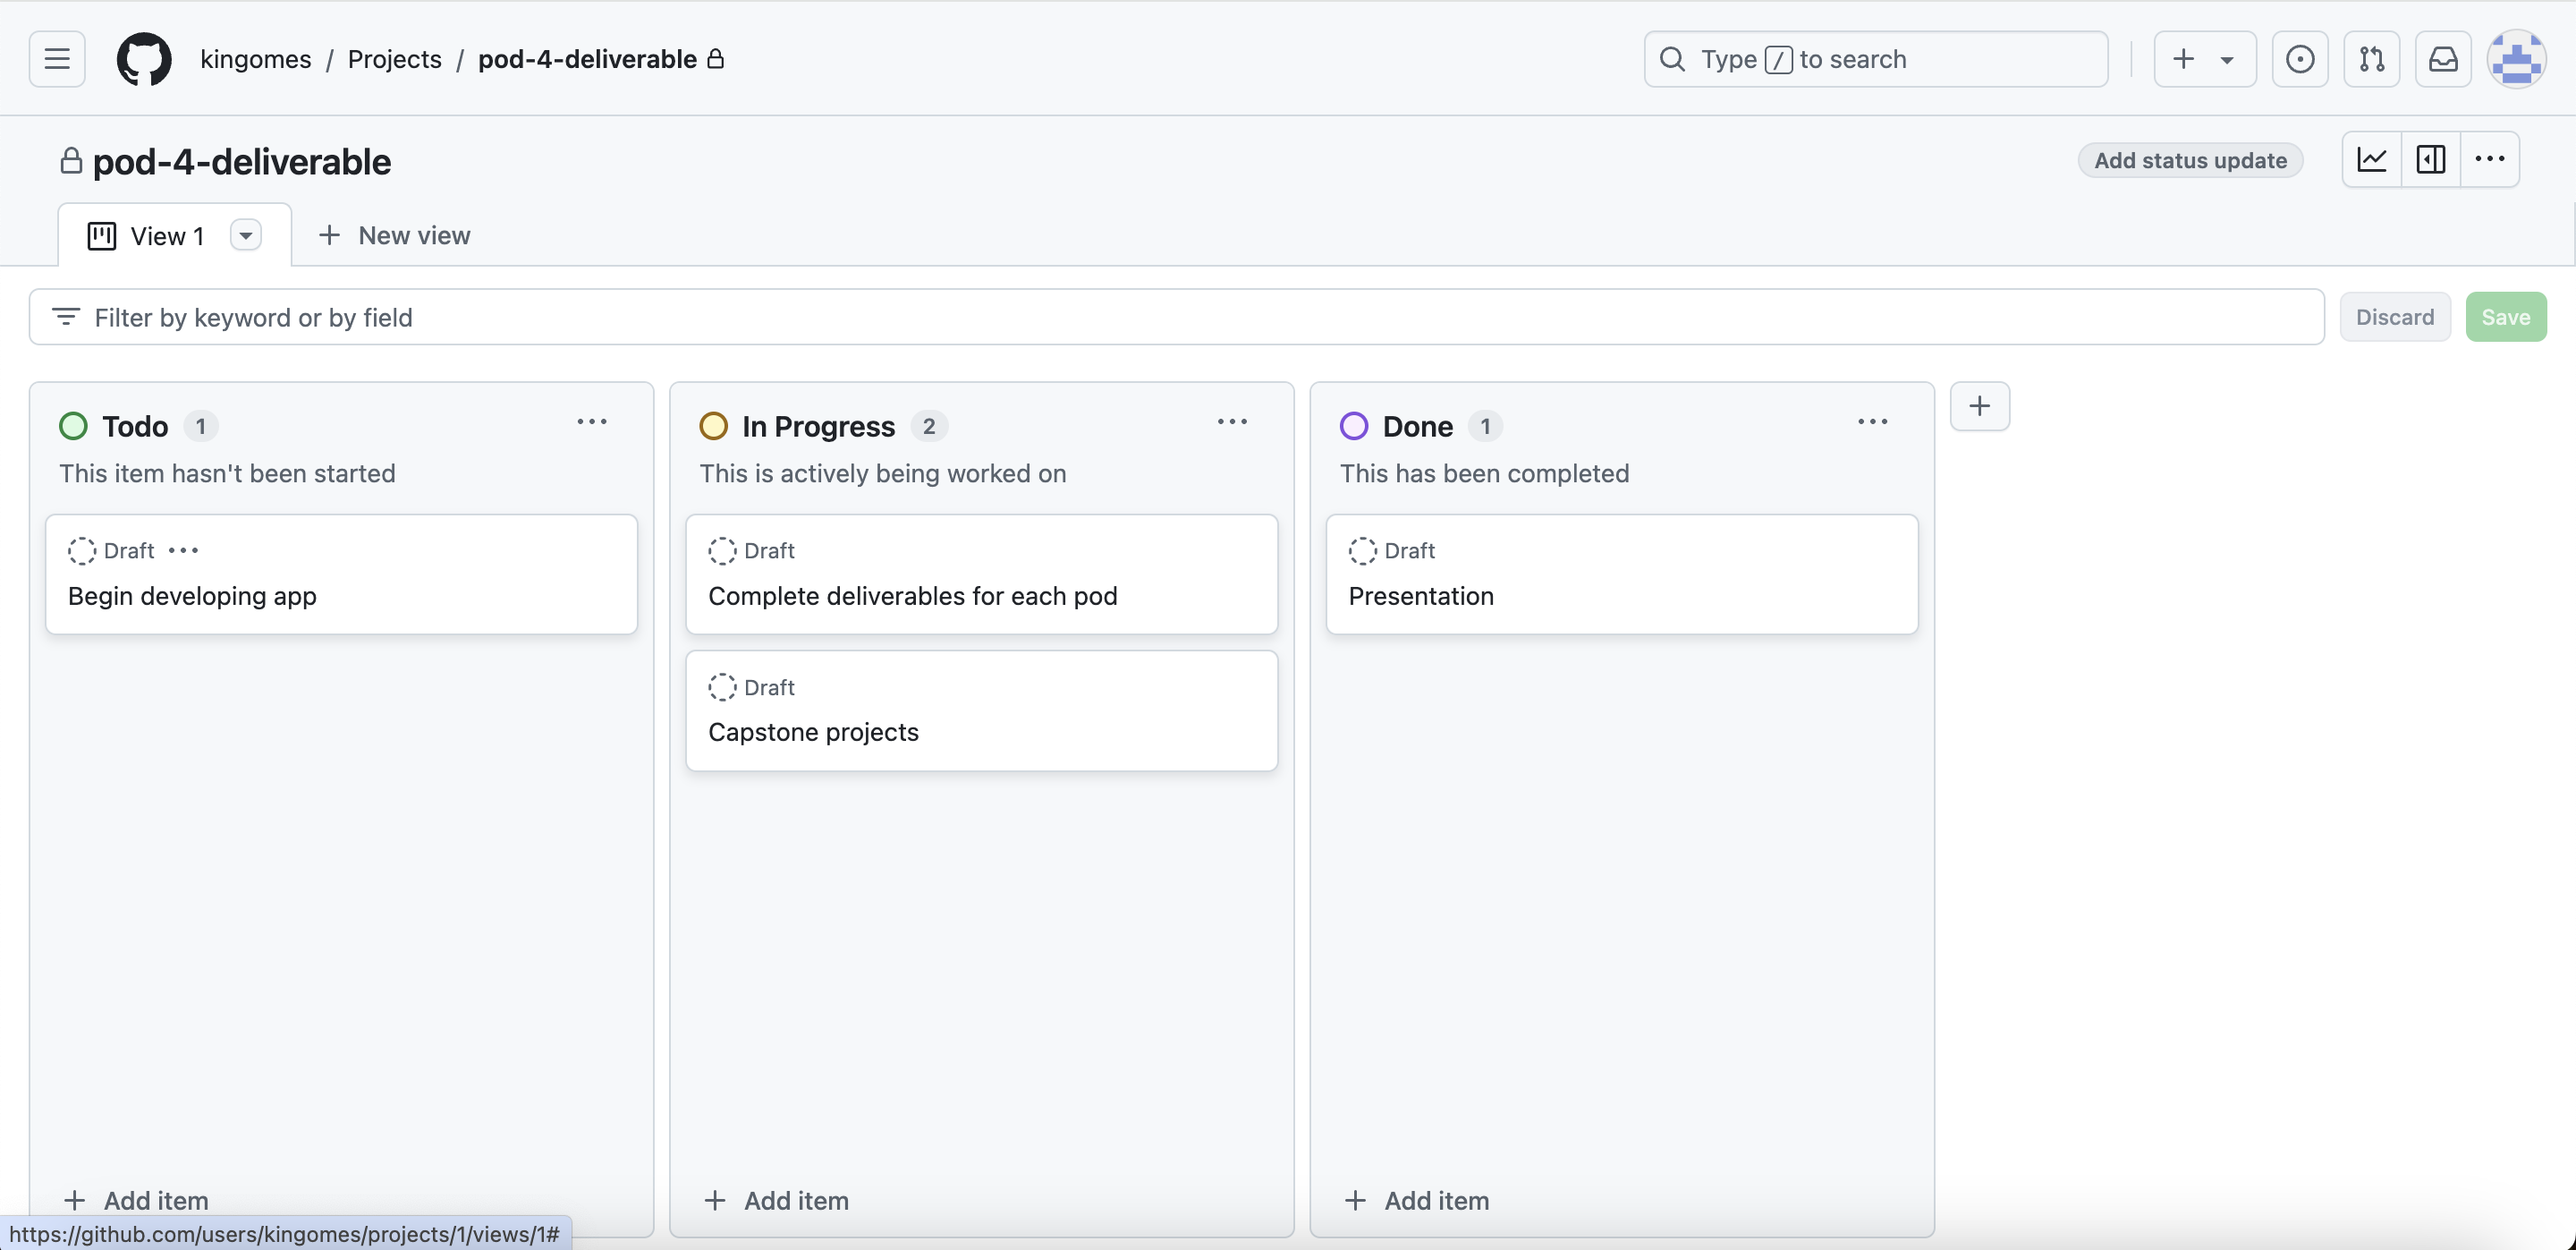 kingomes / Projects / pod-4-deliverable
Type / to search
pod-4-deliverable
Add status update
View 1
New view
Filter by keyword or by field
Discard
Save
Todo 1
This item hasn't been started
Draft
Begin developing app
Add item
In Progress 2
This is actively being worked on
Draft
Complete deliverables for each pod
Draft
Capstone projects
Add item
Done 1
This has been completed
Draft
Presentation
Add item
https://github.com/users/kingomes/projects/1/views/1#